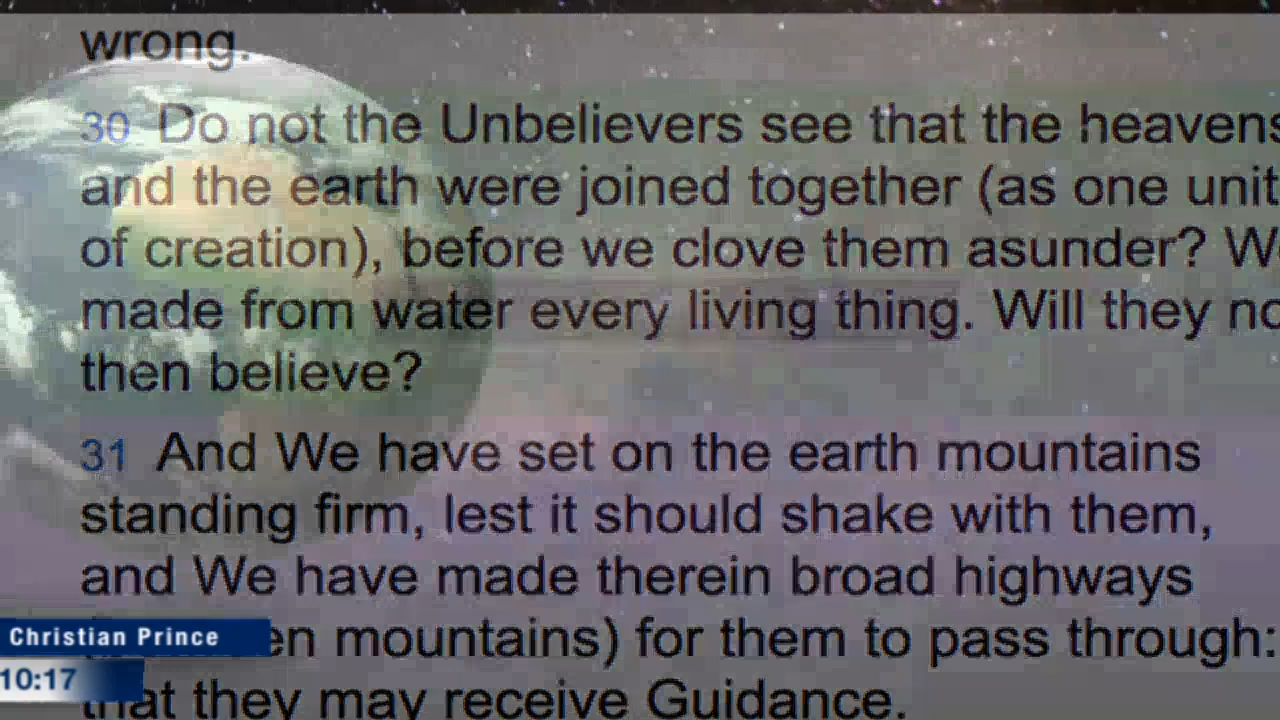 wrong.
30 Do not the Unbelievers see that the heavens
and the earth were joined together (as one unit
of creation), before we clove them asunder? W
made from water every living thing. Will they no
then believe?
31 And We have set on the earth mountains
standing firm, lest it should shake with them,
and We have made therein broad highways
en mountains) for them to pass through:
that they may receive Guidance.
Christian Prince
10:17